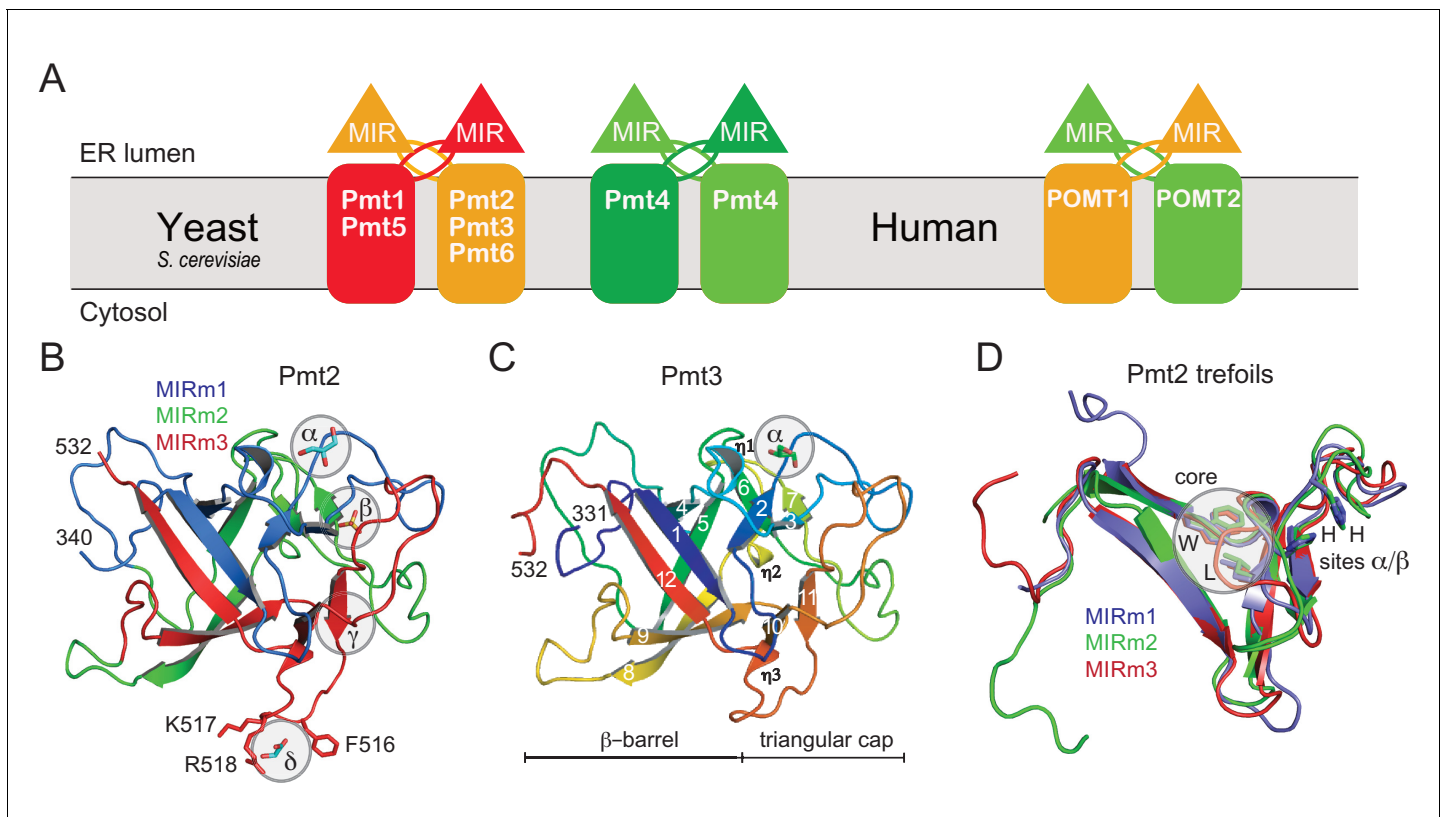 A
MIR MIR MIR MIR MIR MIR
ER lumen
Pmt1
Pmt5
Pmt2
Pmt3
Pmt6
Pmt4
Pmt4
POMT1
POMT2
Yeast
S. cerevisiae
Human
Cytosol
B
Pmt2
MIRm1
MIRm2
MIRm3
532
340
α
β
γ
δ
K517
R518
F516
C
Pmt3
α
η1
6
7
4
2
3
331
1
5
532
η2
12
11
10
9
8
η3
β-barrel
triangular cap
D
Pmt2 trefoils
core
W
L
H H
sites α/β
MIRm1
MIRm2
MIRm3